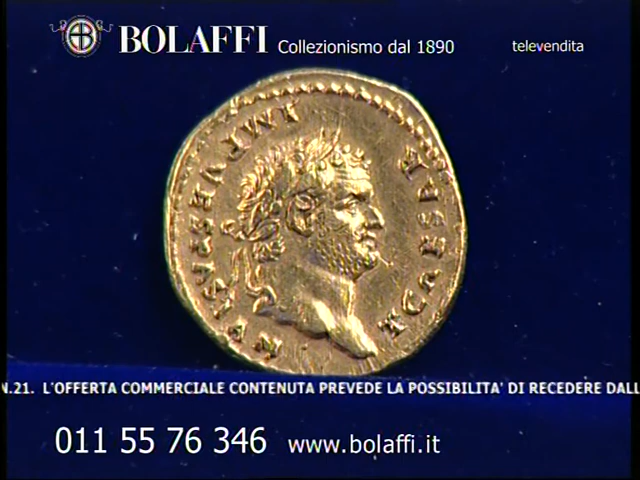 BOLAFFI Collezionismo dal 1890
televendita
T CAESAR IMP VESPASIAN
N.21. L'OFFERTA COMMERCIALE CONTENUTA PREVEDE LA POSSIBILITA' DI RECEDERE DALL
011 55 76 346 www.bolaffi.it